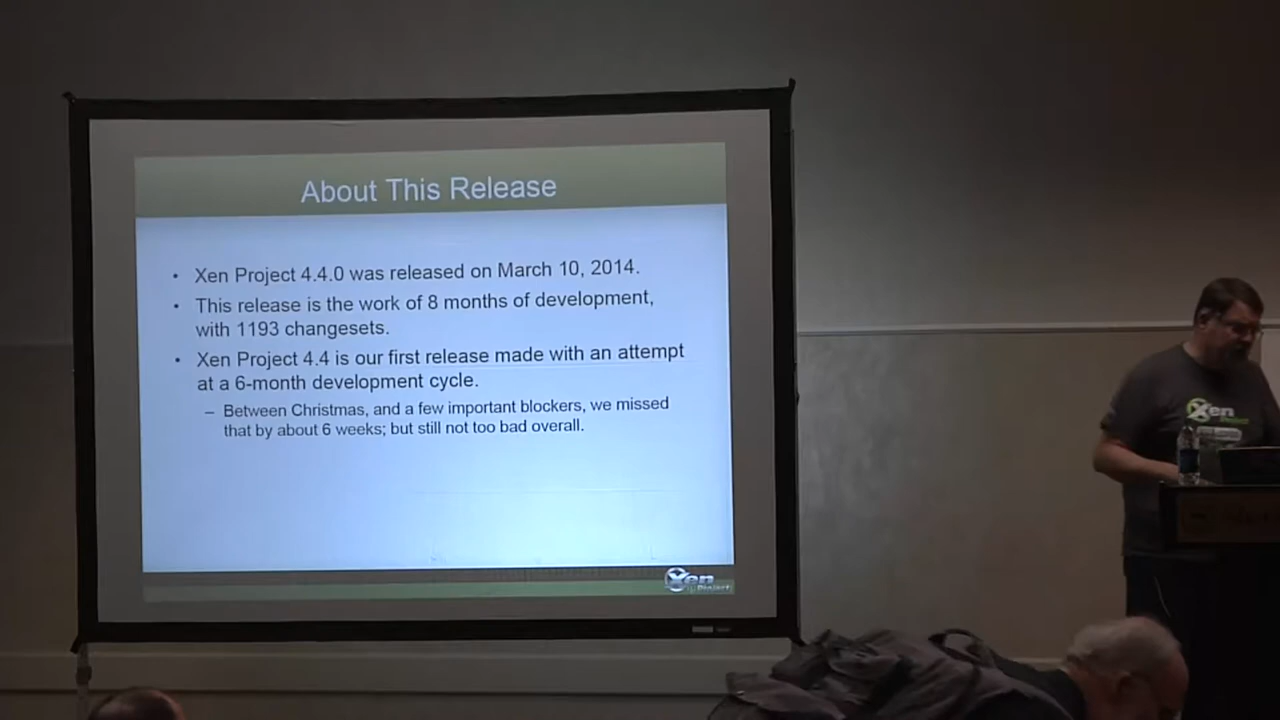 About This Release
• Xen Project 4.4.0 was released on March 10, 2014.
• This release is the work of 8 months of development,
with 1193 changesets.
• Xen Project 4.4 is our first release made with an attempt
at a 6-month development cycle.
– Between Christmas, and a few important blockers, we missed
that by about 6 weeks; but still not too bad overall.
Xen
Project
Xen
Project